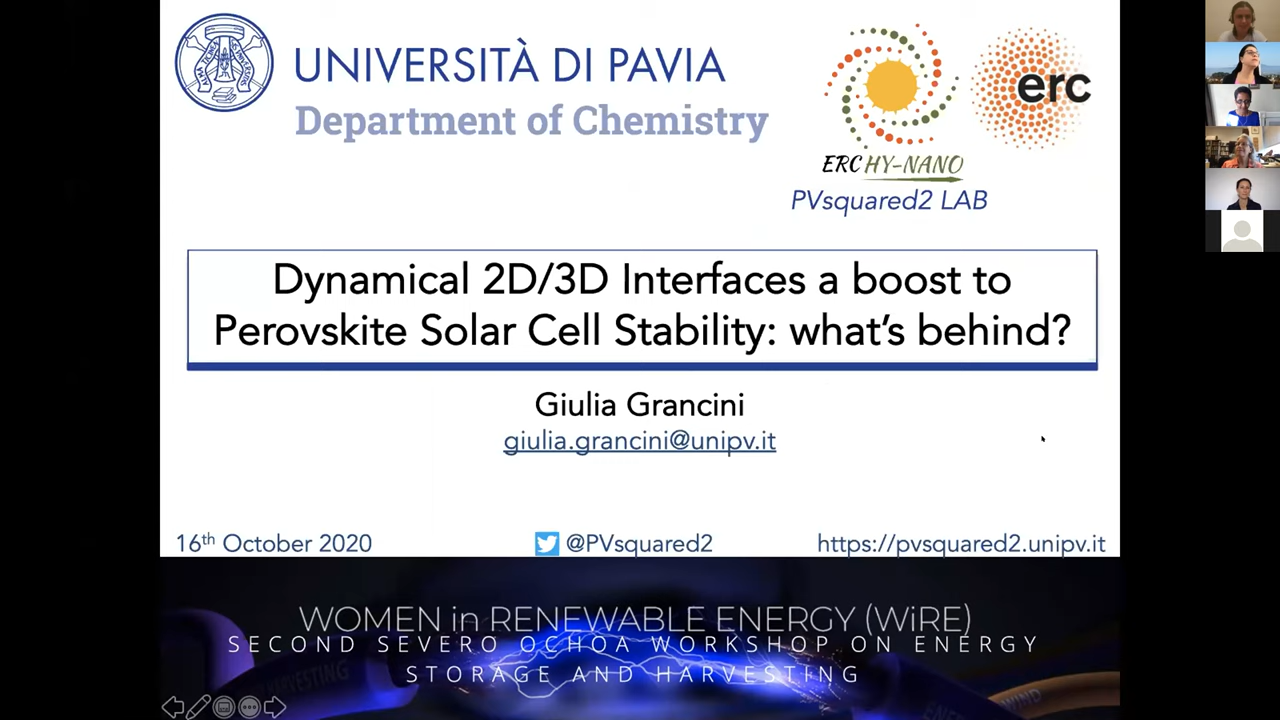 UNIVERSITÀ DI PAVIA
Department of Chemistry
erc
ERC HY-NANO
PVsquared2 LAB
Dynamical 2D/3D Interfaces a boost to
Perovskite Solar Cell Stability: what's behind?
Giulia Grancini
giulia.grancini@unipv.it
16th October 2020
@PVsquared2
https://pvsquared2.unipv.it
WOMEN in RENEWABLE ENERGY (WiRE)
SECOND SEVERO OCHOA WORKSHOP ON ENERGY
STORAGE AND HARVESTING